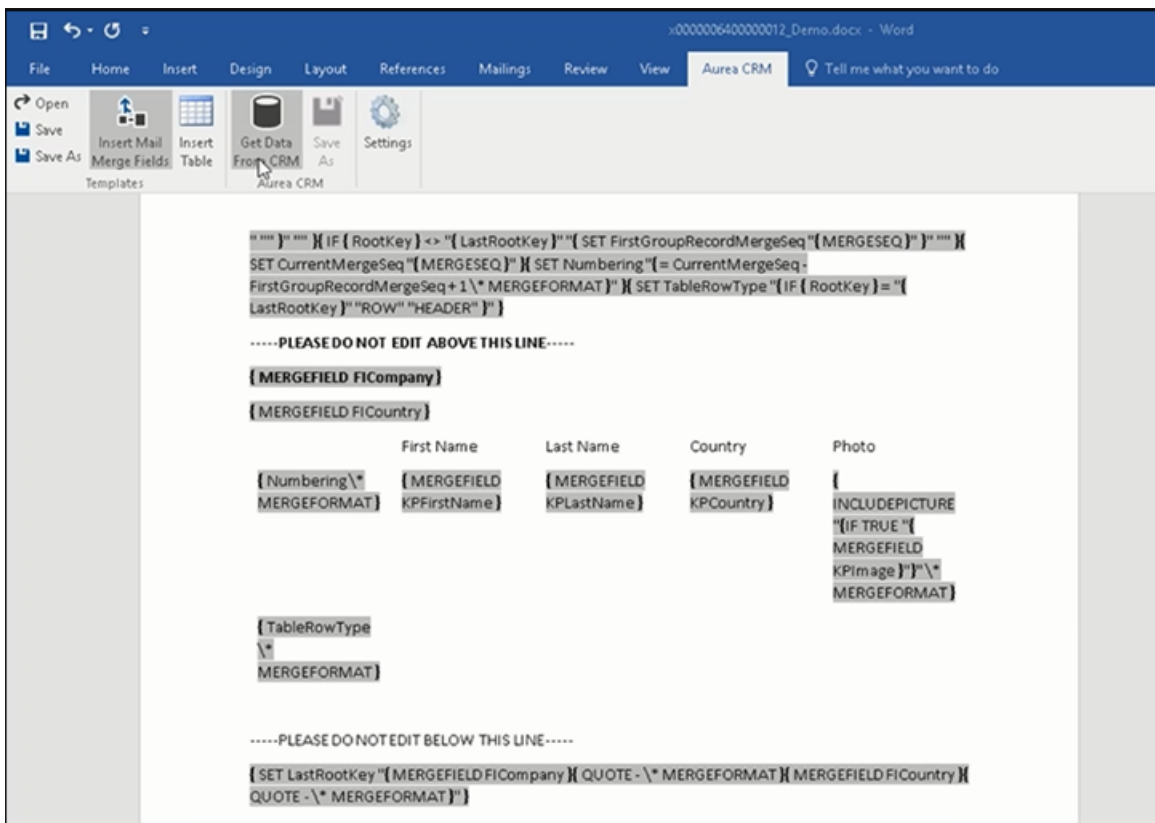 x0000006400000012_Demo.docx - Word
File Home Insert Design Layout References Mailings Review View Aurea CRM Tell me what you want to do
Open
Save
Save As
Insert Mail
Merge Fields
Insert
Table
Get Data
From CRM
Save
As
Settings
Templates
Aurea CRM
" "" }" "" }{ IF { RootKey } <> "{ LastRootKey }" "{ SET FirstGroupRecordMergeSeq "{ MERGESEQ }" }" "" }{
SET CurrentMergeSeq "{ MERGESEQ }" }{ SET Numbering "{ = CurrentMergeSeq -
FirstGroupRecordMergeSeq + 1 \* MERGEFORMAT }" }{ SET TableRowType "{ IF { RootKey } = "{
LastRootKey }" "ROW" "HEADER" }" }
-----PLEASE DO NOT EDIT ABOVE THIS LINE-----
{ MERGEFIELD FICompany }
{ MERGEFIELD FICountry }
First Name Last Name Country Photo
{ Numbering \*
MERGEFORMAT }
{ MERGEFIELD
KPFirstName }
{ MERGEFIELD
KPLastName }
{ MERGEFIELD
KPCountry }
{
INCLUDEPICTURE
"{ IF TRUE "{
MERGEFIELD
KPImage }"}" \*
MERGEFORMAT }
{ TableRowType
\*
MERGEFORMAT }
-----PLEASE DO NOT EDIT BELOW THIS LINE-----
{ SET LastRootKey "{ MERGEFIELD FICompany }{ QUOTE - \* MERGEFORMAT }{ MERGEFIELD FICountry }{
QUOTE - \* MERGEFORMAT }" }